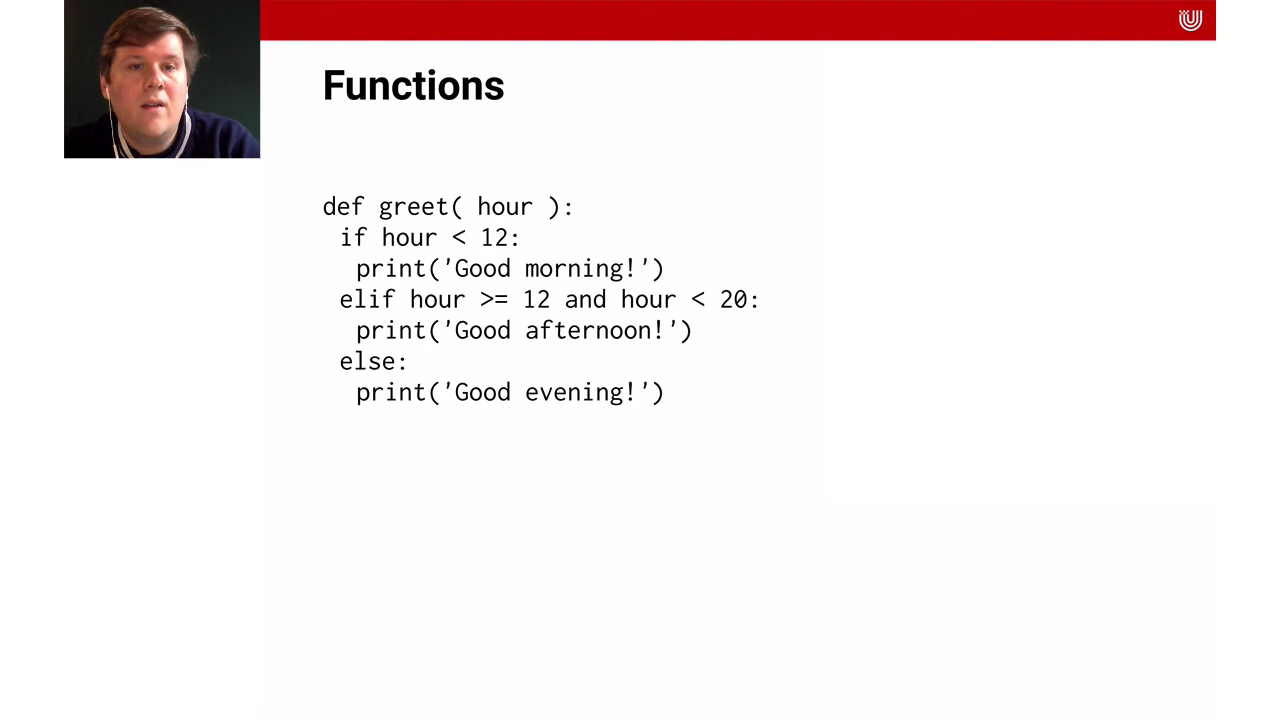 Functions
def greet( hour ):
if hour < 12:
print('Good morning!')
elif hour >= 12 and hour < 20:
print('Good afternoon!')
else:
print('Good evening!')